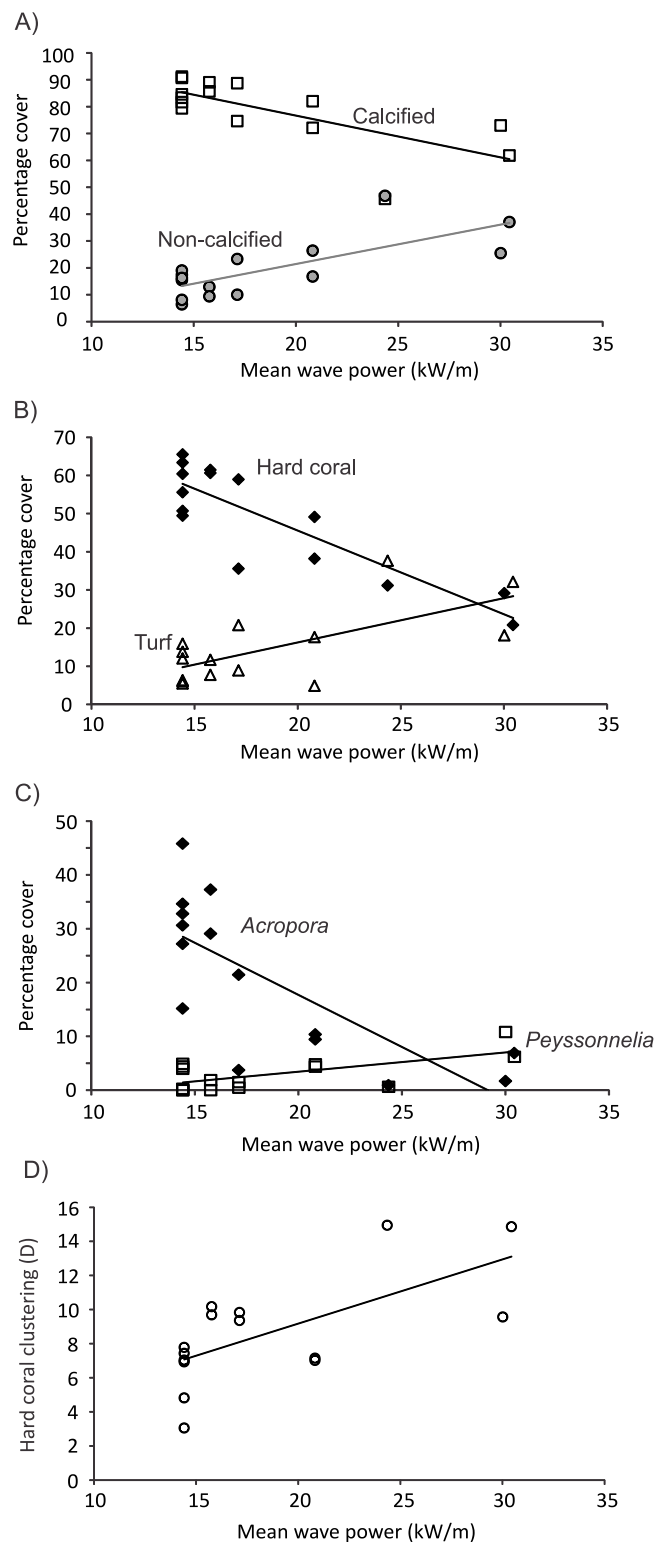 A)
Percentage cover
100
90
80
70
60
50
40
30
20
10
0
Calcified
Non-calcified
10 15 20 25 30 35
Mean wave power (kW/m)
B)
Percentage cover
70
60
50
40
30
20
10
0
Hard coral
Turf
10 15 20 25 30 35
Mean wave power (kW/m)
C)
Percentage cover
50
40
30
20
10
0
Acropora
Peyssonnelia
10 15 20 25 30 35
Mean wave power (kW/m)
D)
Hard coral clustering (D)
16
14
12
10
8
6
4
2
0
10 15 20 25 30 35
Mean wave power (kW/m)